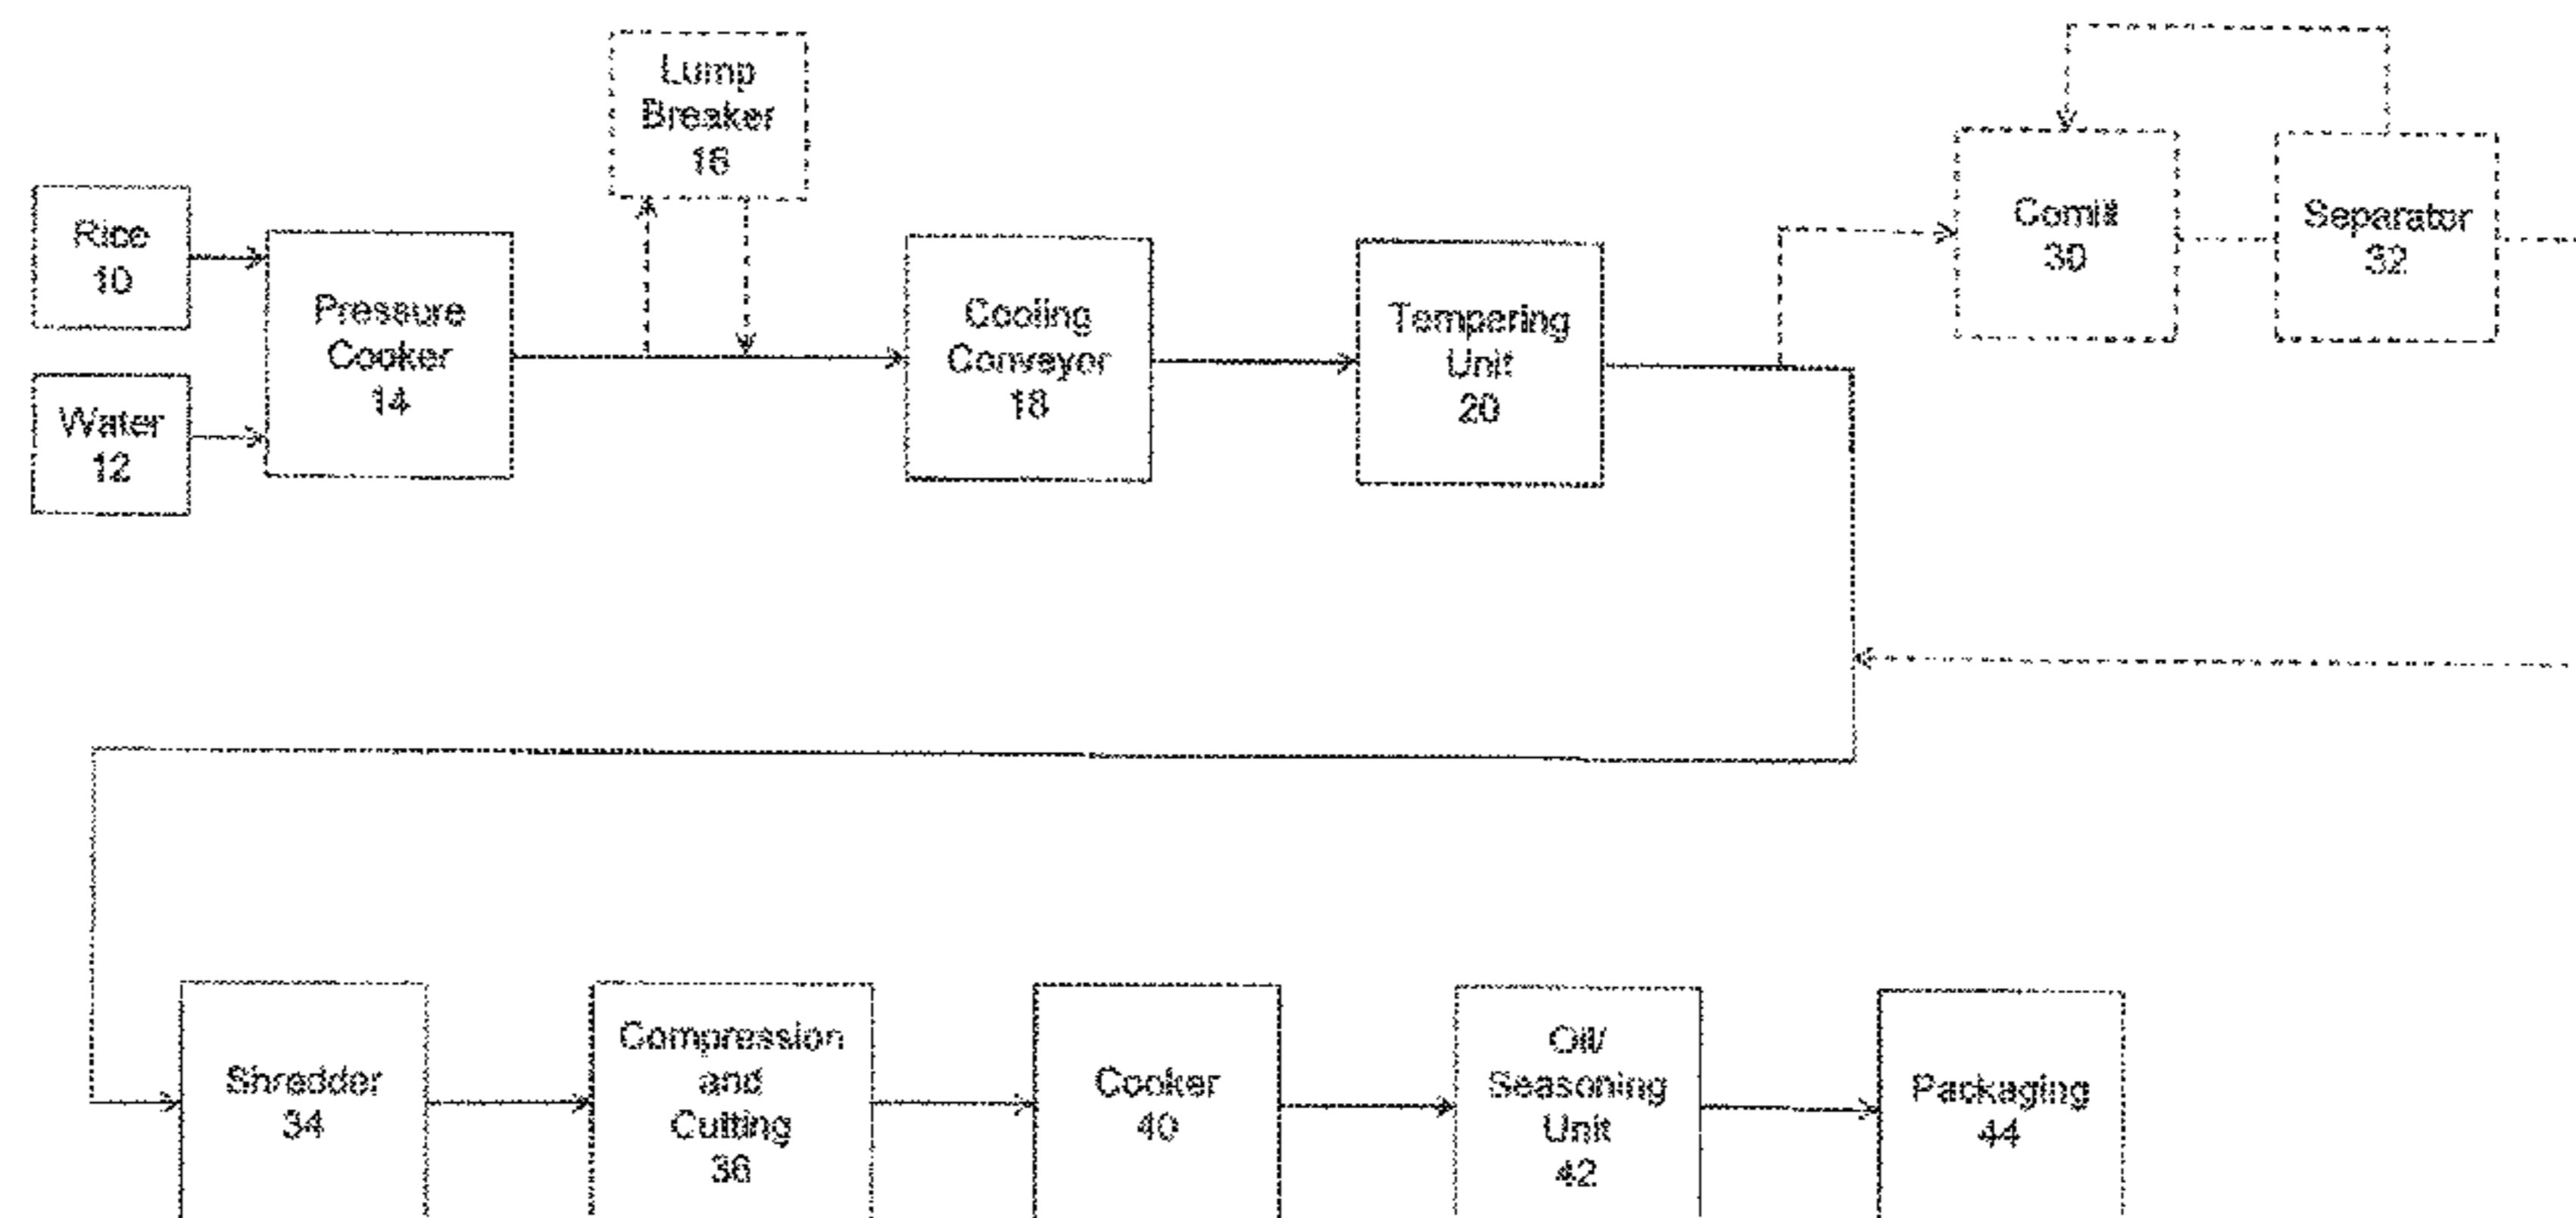 Lump
Breaker
16
Rice
10
Water
12
Pressure
Cooker
14
Cooling
Conveyor
18
Tempering
Unit
20
Comill
30
Separator
32
Shredder
34
Compression
and
Cutting
36
Cooker
40
Oil/
Seasoning
Unit
42
Packaging
44